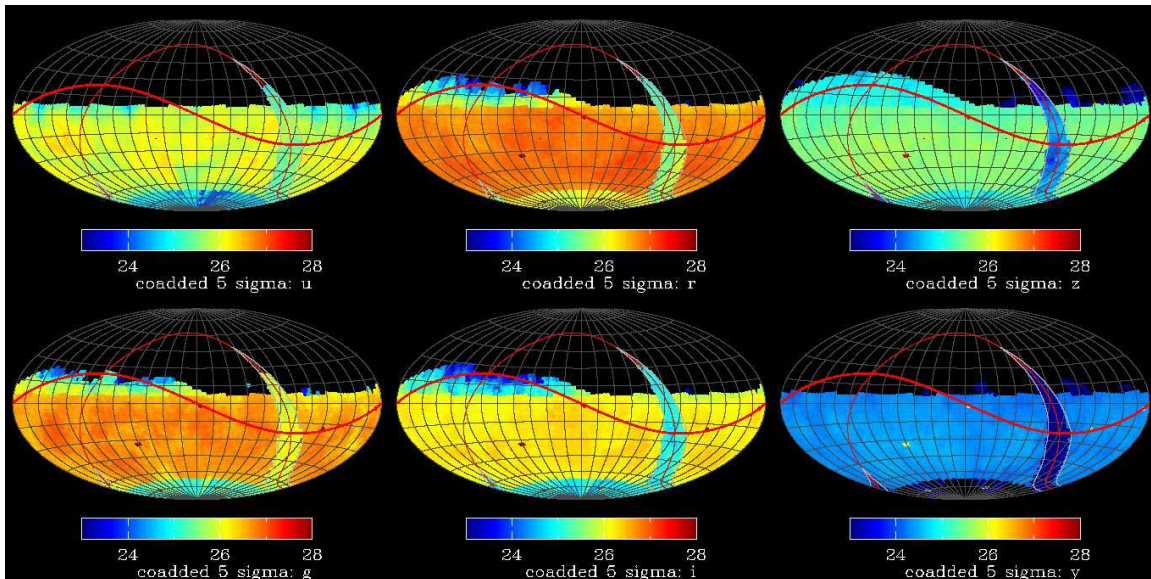 24 26 28
coadded 5 sigma: u
24 26 28
coadded 5 sigma: r
24 26 28
coadded 5 sigma: z
24 26 28
coadded 5 sigma: g
24 26 28
coadded 5 sigma: i
24 26 28
coadded 5 sigma: y